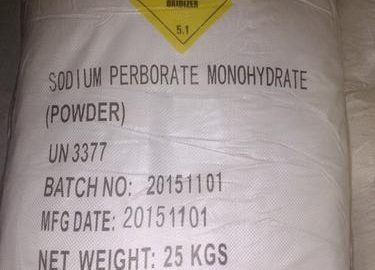 OXIDIZER
5.1
SODIUM PERBORATE MONOHYDRATE
(POWDER)
UN 3377
BATCH NO: 20151101
MFG DATE: 20151101
NET WEIGHT: 25 KGS